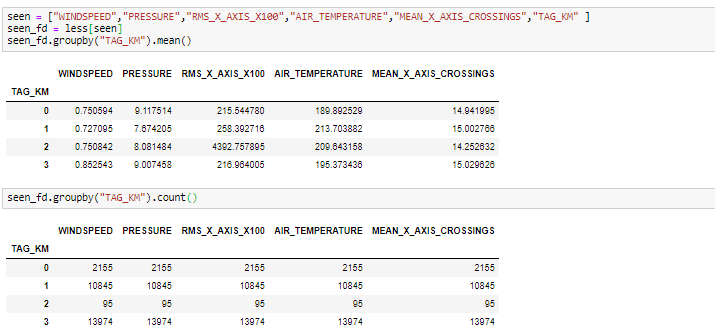 seen = ["WINDSPEED","PRESSURE","RMS_X_AXIS_X100","AIR_TEMPERATURE","MEAN_X_AXIS_CROSSINGS","TAG_KM" ]
seen_fd = less[seen]
seen_fd.groupby("TAG_KM").mean()
WINDSPEED PRESSURE RMS_X_AXIS_X100 AIR_TEMPERATURE MEAN_X_AXIS_CROSSINGS
TAG_KM
0 0.750594 9.117514 215.544780 189.892529 14.941995
1 0.727095 7.674205 258.392716 213.703882 15.002766
2 0.750842 8.081484 4392.757895 209.643158 14.252632
3 0.852543 9.007458 216.964005 195.373436 15.029626
seen_fd.groupby("TAG_KM").count()
WINDSPEED PRESSURE RMS_X_AXIS_X100 AIR_TEMPERATURE MEAN_X_AXIS_CROSSINGS
TAG_KM
0 2155 2155 2155 2155 2155
1 10845 10845 10845 10845 10845
2 95 95 95 95 95
3 13974 13974 13974 13974 13974